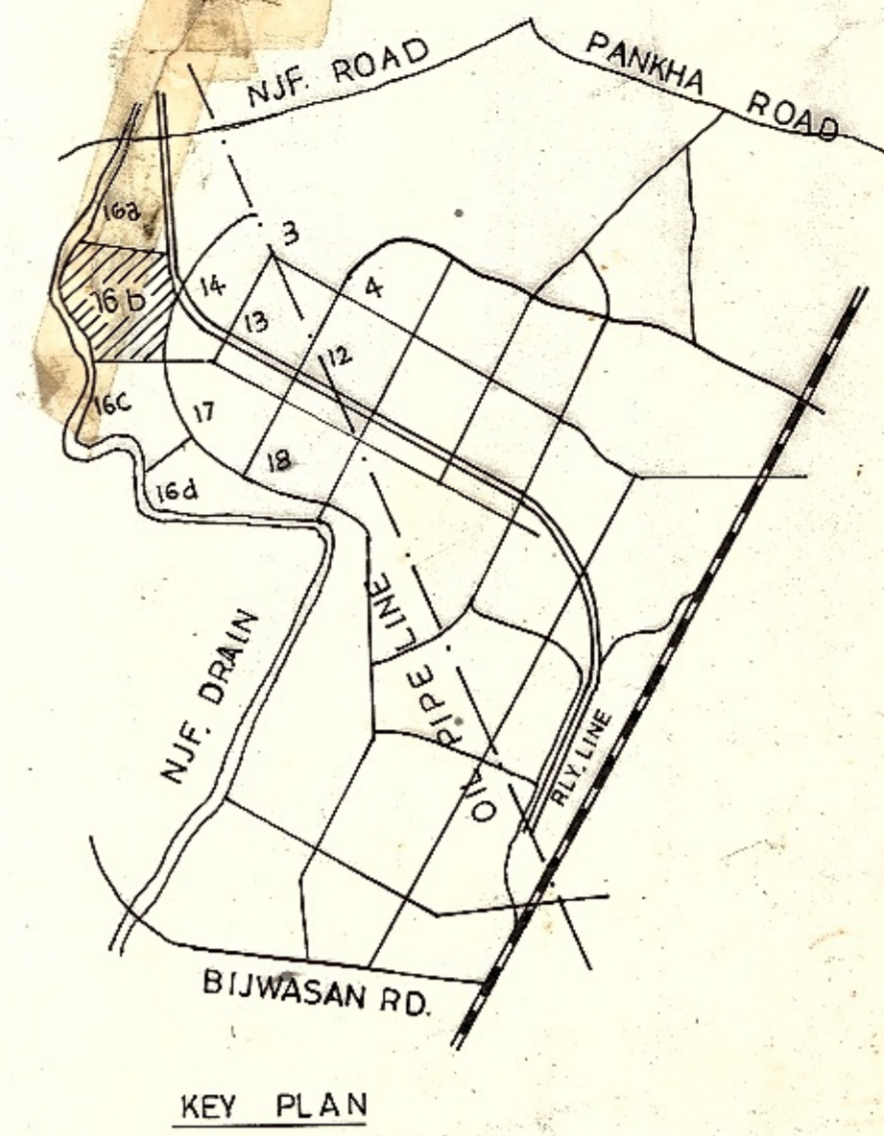 NJF. ROAD
PANKHA ROAD
16a
3
16b
14
4
13
12
16c
17
18
16d
OIL PIPE LINE
NJF. DRAIN
RLY. LINE
BIJWASAN RD.
KEY PLAN